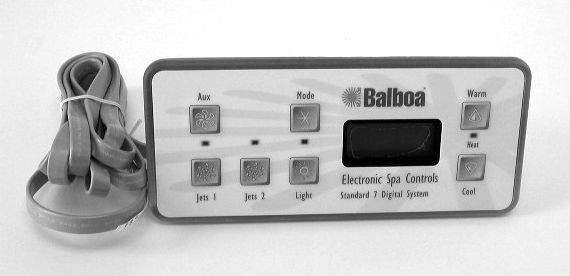 Aux
Mode
Balboa
Warm
Heat
Jets 1
Jets 2
Light
Electronic Spa Controls
Standard 7 Digital System
Cool